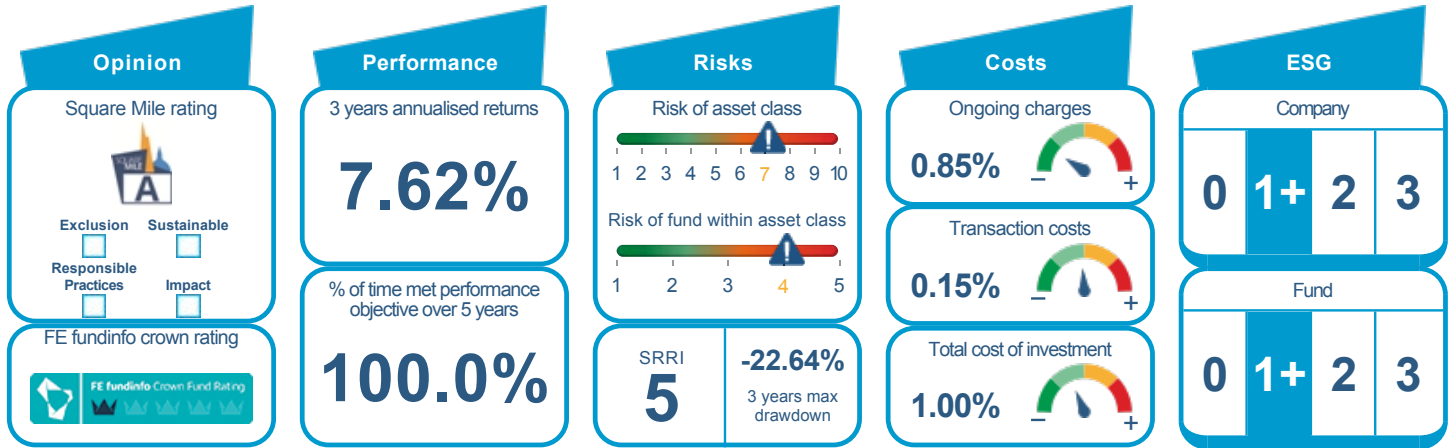 Opinion
Square Mile rating
SQUARE
MILE
A
Exclusion
Sustainable
Responsible
Practices
Impact
FE fundinfo crown rating
FE fundinfo Crown Fund Rating
Performance
3 years annualised returns
7.62%
% of time met performance
objective over 5 years
100.0%
Risks
Risk of asset class
1 2 3 4 5 6 7 8 9 10
Risk of fund within asset class
1 2 3 4 5
SRRI
5
-22.64%
3 years max
drawdown
Costs
Ongoing charges
0.85%
– +
Transaction costs
0.15%
– +
Total cost of investment
1.00%
– +
ESG
Company
0 1+ 2 3
Fund
0 1+ 2 3